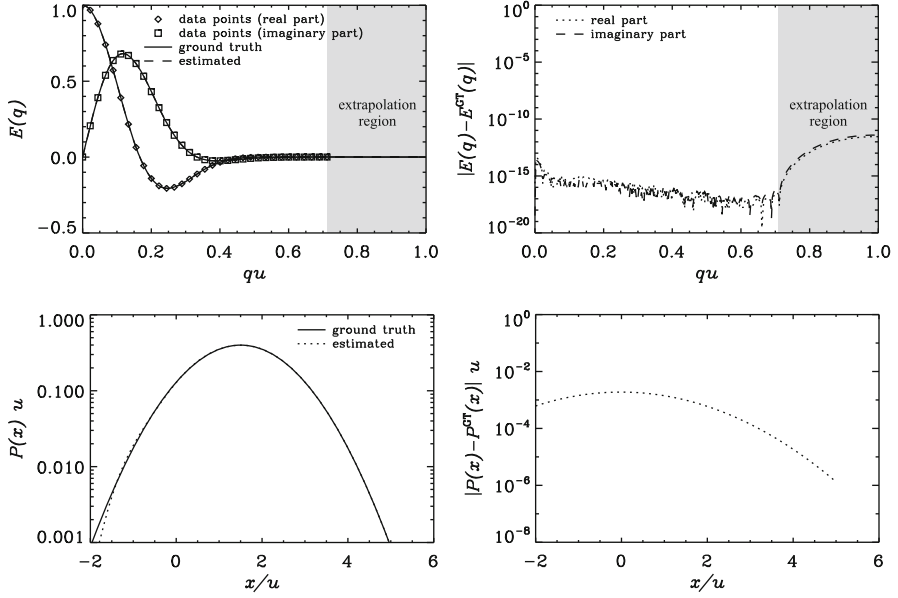 1.0
0.5
0.0
−0.5
E(q)
data points (real part)
data points (imaginary part)
ground truth
estimated
extrapolation
region
0.0 0.2 0.4 0.6 0.8 1.0
qu
10^0
10^−5
10^−10
10^−15
10^−20
|E(q)−E^GT(q)|
real part
imaginary part
extrapolation
region
0.0 0.2 0.4 0.6 0.8 1.0
qu
1.000
0.100
0.010
0.001
P(x) u
ground truth
estimated
−2 0 2 4 6
x/u
10^0
10^−2
10^−4
10^−6
10^−8
|P(x)−P^GT(x)| u
−2 0 2 4 6
x/u